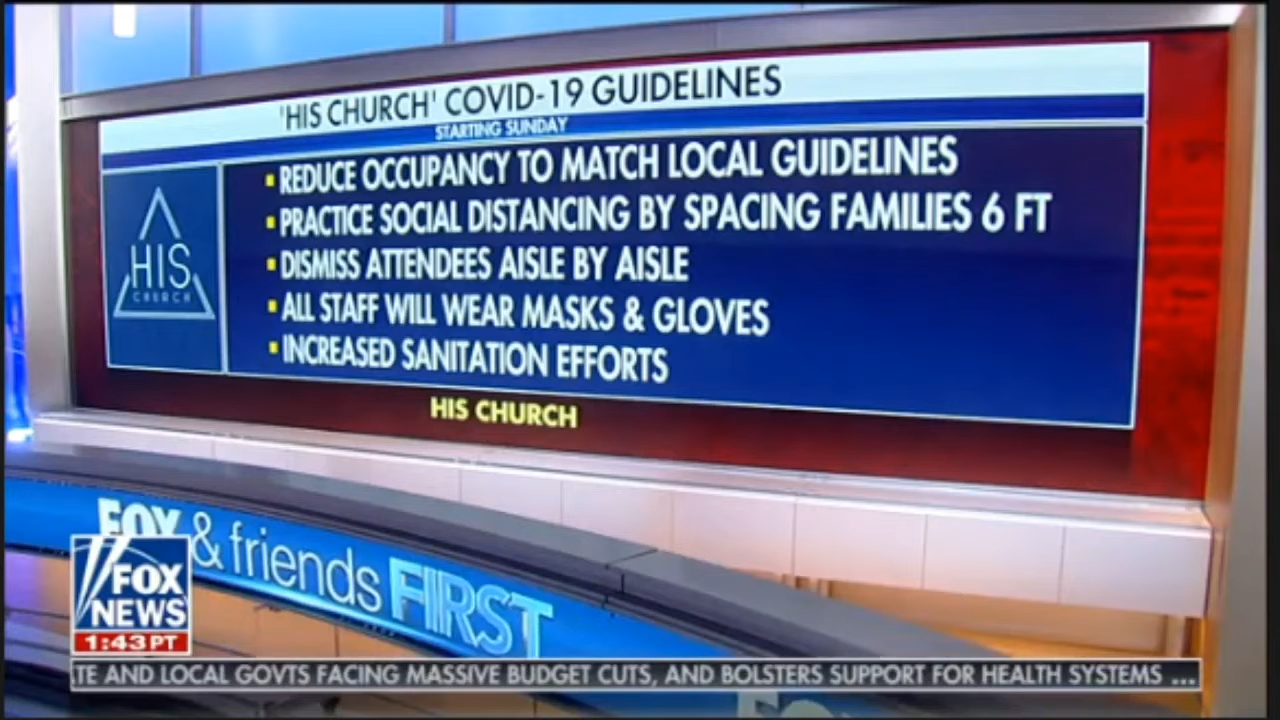 'HIS CHURCH' COVID-19 GUIDELINES
STARTING SUNDAY
HIS
CHURCH
▪ REDUCE OCCUPANCY TO MATCH LOCAL GUIDELINES
▪ PRACTICE SOCIAL DISTANCING BY SPACING FAMILIES 6 FT
▪ DISMISS ATTENDEES AISLE BY AISLE
▪ ALL STAFF WILL WEAR MASKS & GLOVES
▪ INCREASED SANITATION EFFORTS
HIS CHURCH
FOX & friends FIRST
FOX
NEWS
1:43 PT
TE AND LOCAL GOVTS FACING MASSIVE BUDGET CUTS, AND BOLSTERS SUPPORT FOR HEALTH SYSTEMS ...